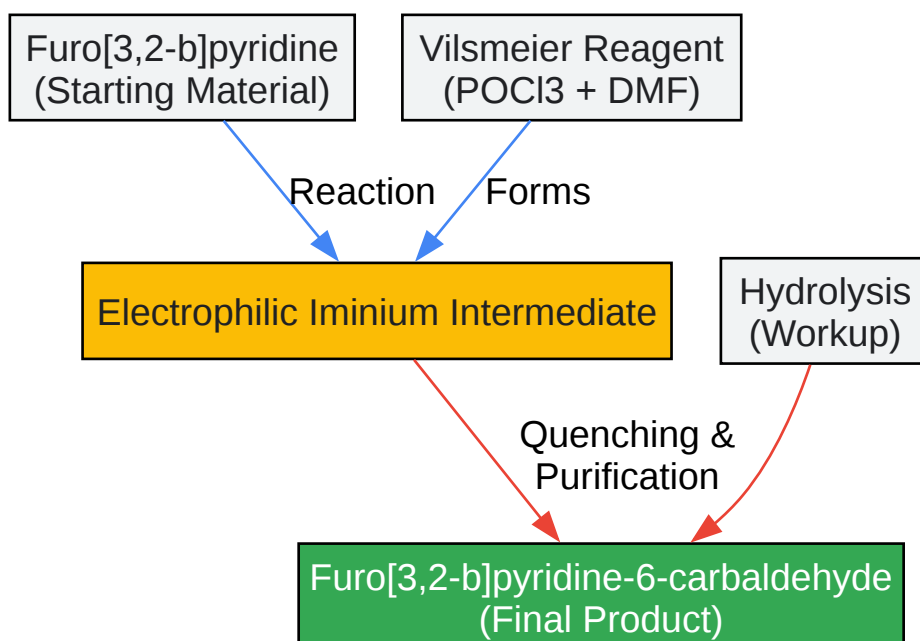 Furo[3,2-b]pyridine
(Starting Material)
Vilsmeier Reagent
(POCl3 + DMF)
Reaction
Forms
Electrophilic Iminium Intermediate
Hydrolysis
(Workup)
Quenching &
Purification
Furo[3,2-b]pyridine-6-carbaldehyde
(Final Product)